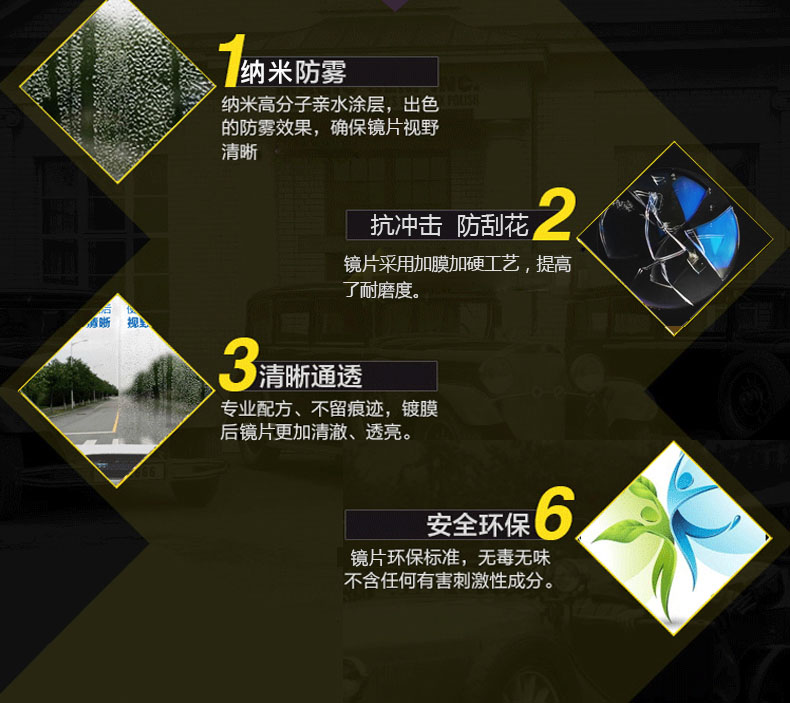 1 纳米防雾
纳米高分子亲水涂层，出色
的防雾效果，确保镜片视野
清晰
抗冲击 防刮花 2
镜片采用加膜加硬工艺，提高
了耐磨度。
后
清晰 视野
3 清晰通透
专业配方、不留痕迹，镀膜
后镜片更加清澈、透亮。
安全环保 6
镜片环保标准，无毒无味
不含任何有害刺激性成分。